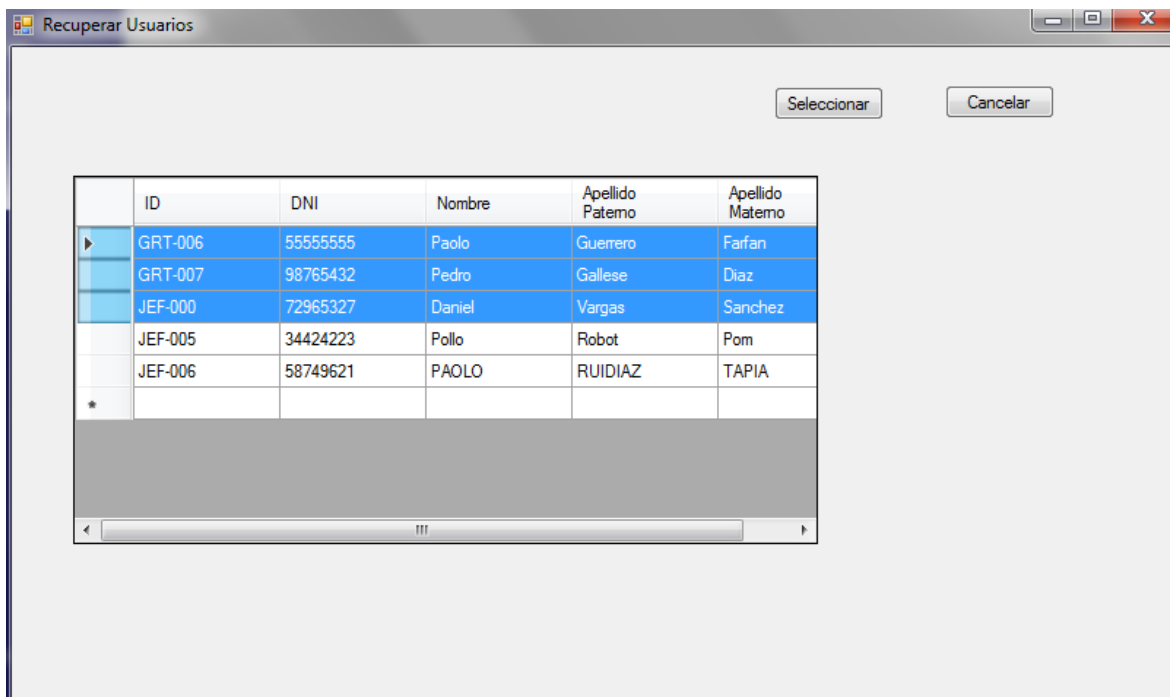 Recuperar Usuarios
Seleccionar Cancelar
ID DNI Nombre Apellido Paterno Apellido Materno
GRT-006 55555555 Paolo Guerrero Farfan
GRT-007 98765432 Pedro Gallese Diaz
JEF-000 72965327 Daniel Vargas Sanchez
JEF-005 34424223 Pollo Robot Pom
JEF-006 58749621 PAOLO RUIDIAZ TAPIA